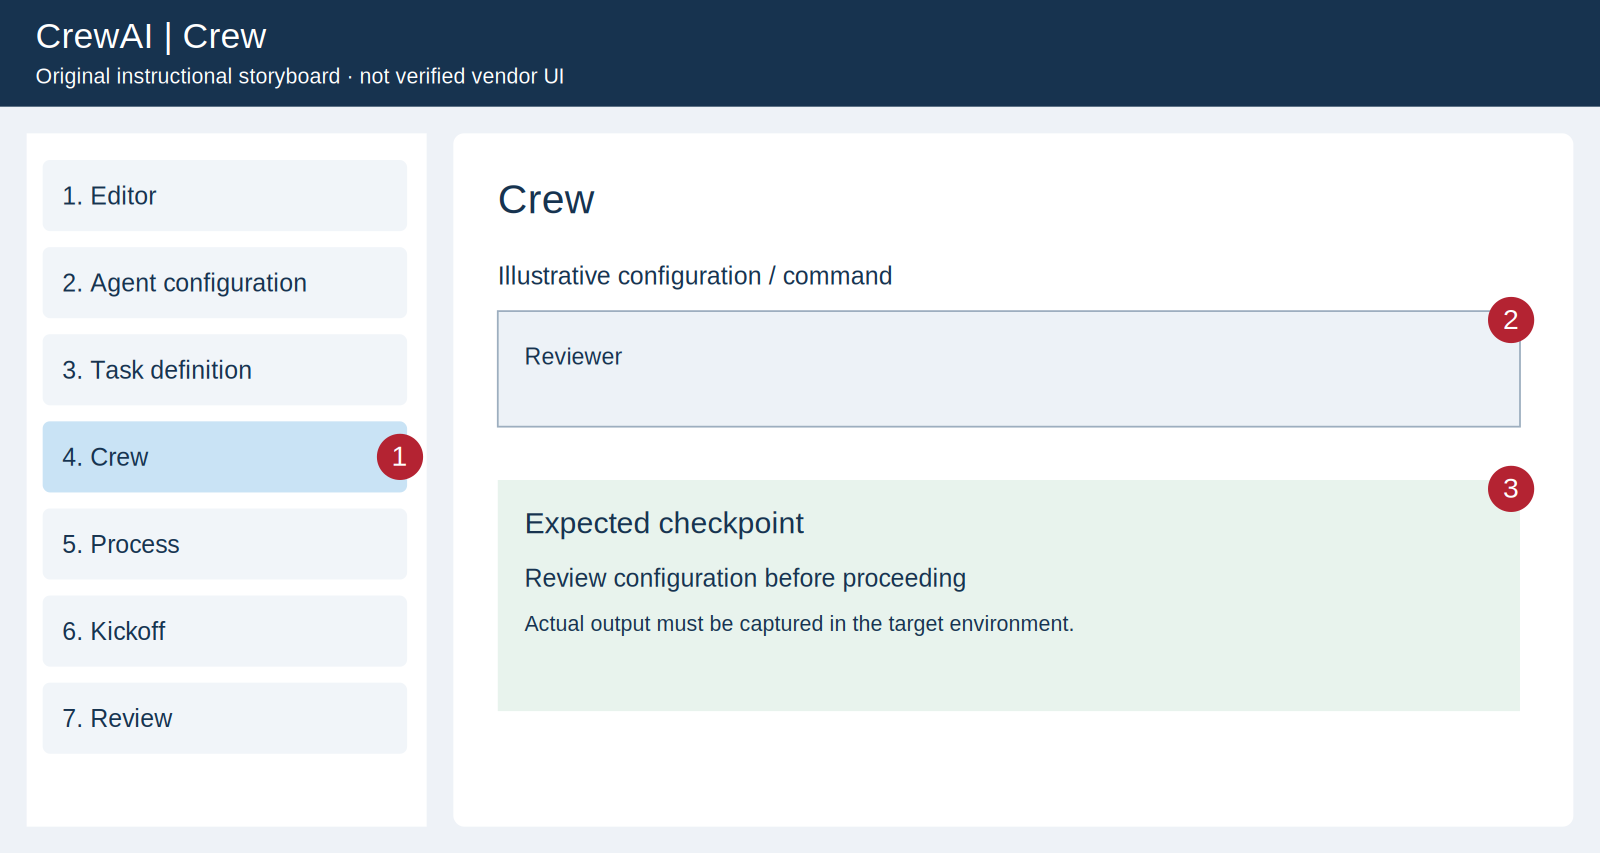 CrewAI | Crew
Original instructional storyboard · not verified vendor UI
1. Editor
2. Agent configuration
3. Task definition
4. Crew
1
5. Process
6. Kickoff
7. Review
Crew
Illustrative configuration / command
2
Reviewer
3
Expected checkpoint
Review configuration before proceeding
Actual output must be captured in the target environment.